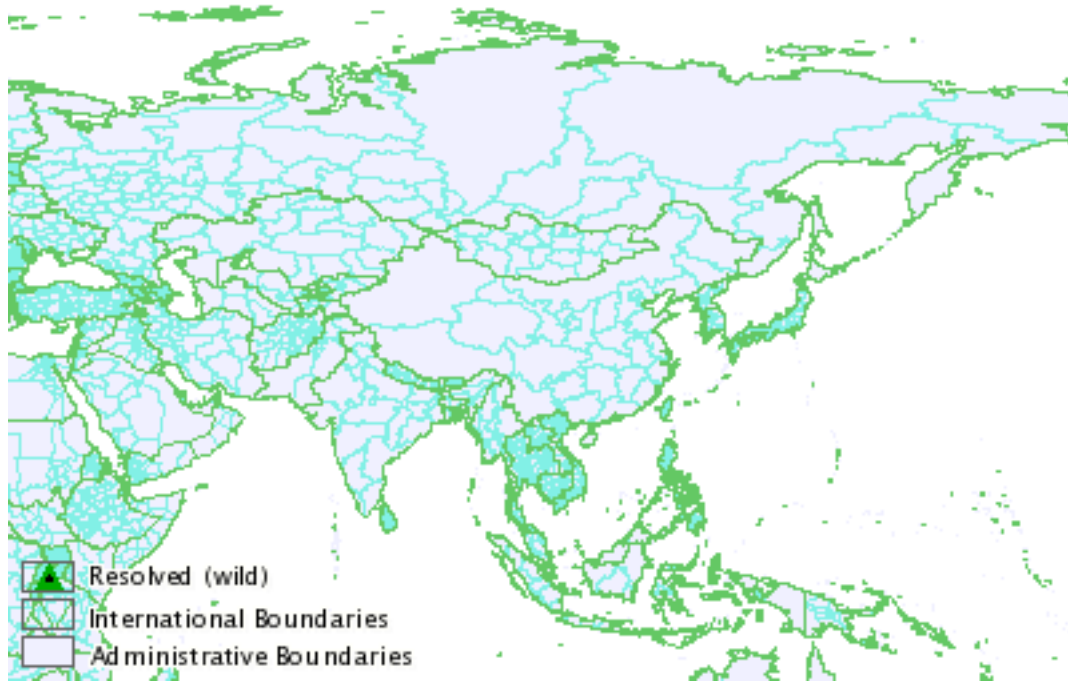 Resolved (wild)
International Boundaries
Administrative Boundaries